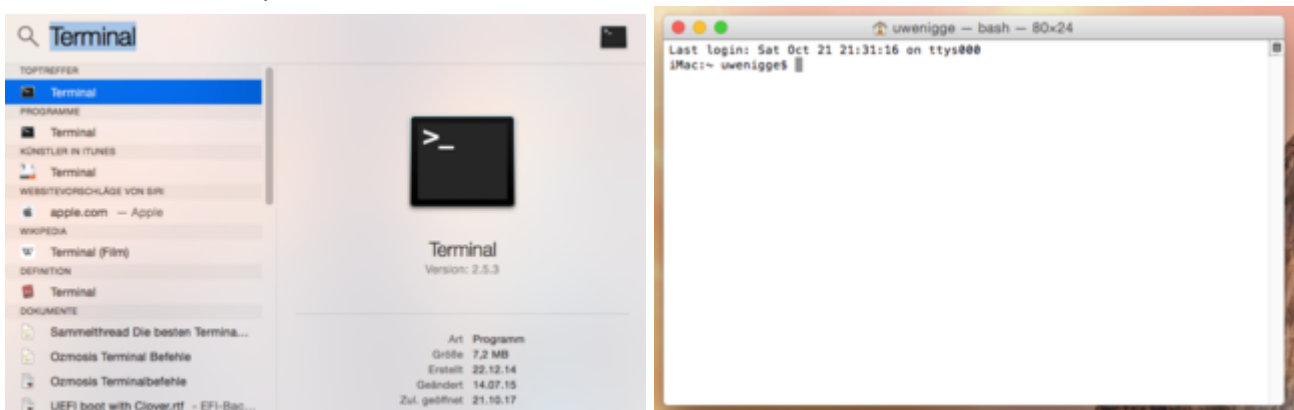 Terminal
TOPTREFFER
Terminal
PROGRAMME
Terminal
KÜNSTLER IN ITUNES
Terminal
WEBSITEVORSCHLÄGE VON SIRI
apple.com — Apple
WIKIPEDIA
Terminal (Film)
DEFINITION
Terminal
DOKUMENTE
Sammelthread Die besten Termina...
Ozmosis Terminal Befehle
Ozmosis Terminalbefehle
UEFI boot with Clover.rtf - EFI-Bac...
>_
Terminal
Version: 2.5.3
Art Programm
Größe 7,2 MB
Erstellt 22.12.14
Geändert 14.07.15
Zul. geöffnet 21.10.17
uwenigge — bash — 80×24
Last login: Sat Oct 21 21:31:16 on ttys000
iMac:~ uwenigge$